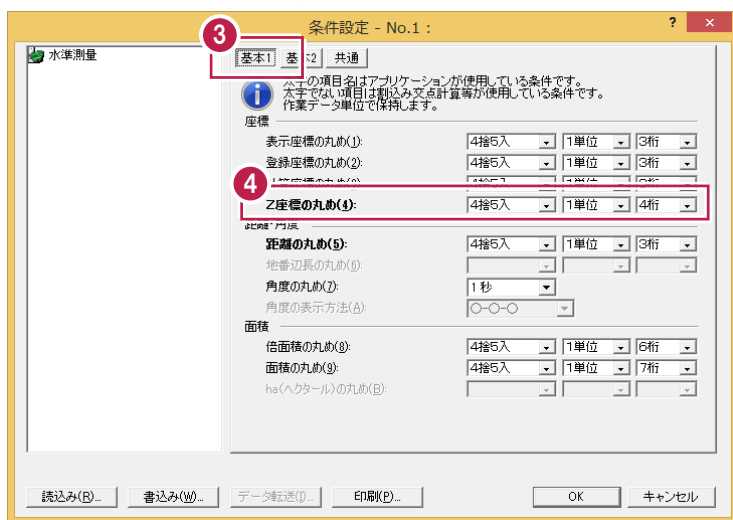 条件設定 - No.1 :
?
×
3
水準測量
基本1
基本2
共通
太字の項目名はアプリケーションが使用している条件です。
太字でない項目は割込み交点計算等が使用している条件です。
作業データ単位で保持します。
座標
表示座標の丸め(1): 4捨5入 1単位 3桁
登録座標の丸め(2): 4捨5入 1単位 3桁
4
Z座標の丸め(4): 4捨5入 1単位 4桁
距離・角度
距離の丸め(5): 4捨5入 1単位 3桁
地番辺長の丸め(6):
角度の丸め(7): 1秒
角度の表示方法(A): ○-○-○
面積
倍面積の丸め(8): 4捨5入 1単位 6桁
面積の丸め(9): 4捨5入 1単位 7桁
ha(ヘクタール)の丸め(B):
読込み(R)...
書込み(W)...
データ転送(I)...
印刷(P)...
OK
キャンセル